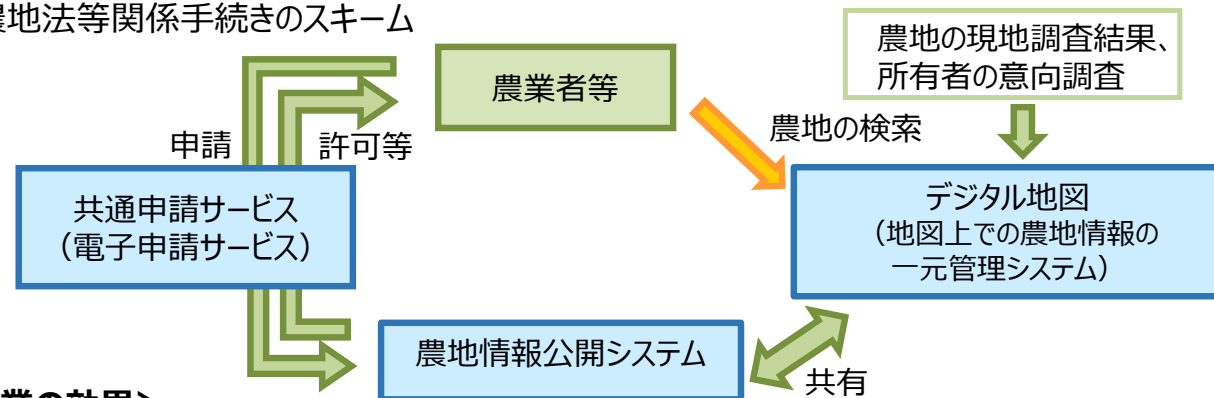 農地法等関係手続きのスキーム
農地の現地調査結果、
所有者の意向調査
農業者等
農地の検索
申請
許可等
共通申請サービス
（電子申請サービス）
デジタル地図
（地図上での農地情報の
一元管理システム）
農地情報公開システム
共有
業の効果＞